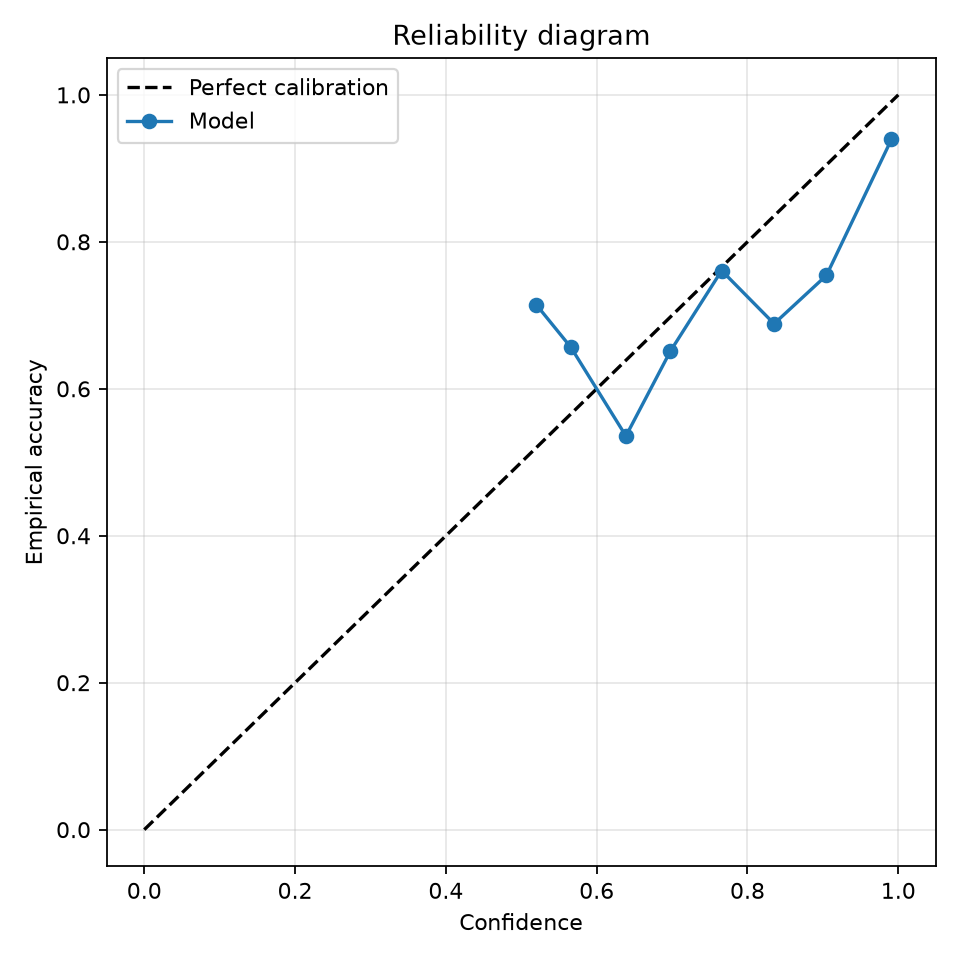 Reliability diagram
Perfect calibration
Model
Empirical accuracy
1.0
0.8
0.6
0.4
0.2
0.0
0.0 0.2 0.4 0.6 0.8 1.0
Confidence